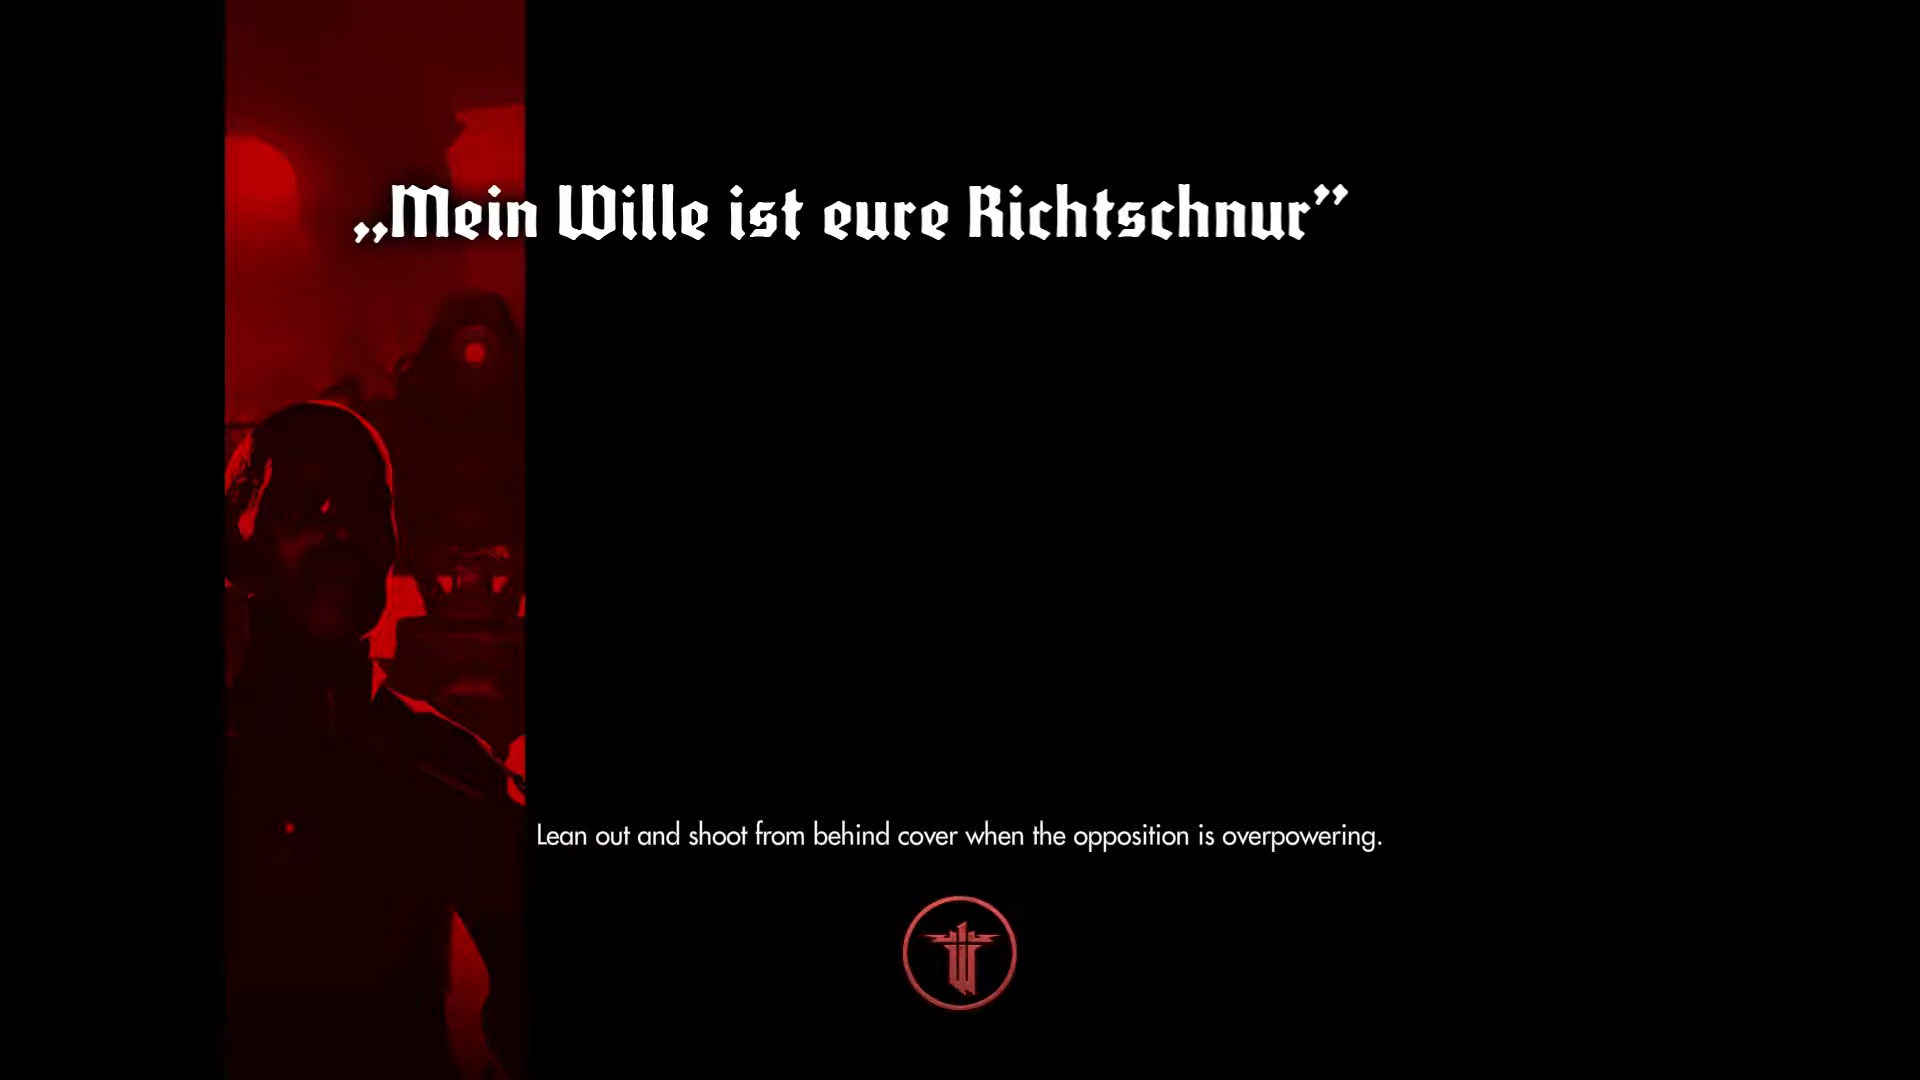 „Mein Wille ist eure Richtschnur”
Lean out and shoot from behind cover when the opposition is overpowering.